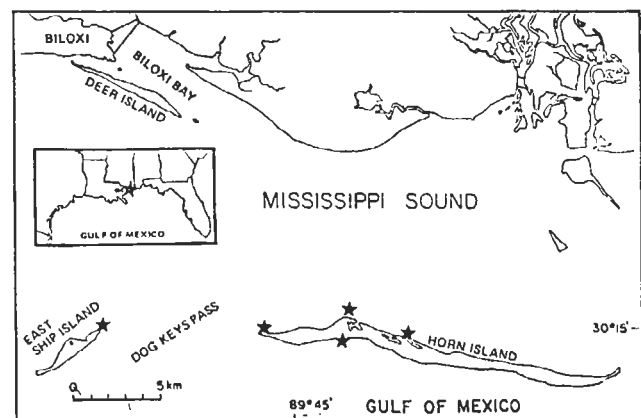 BILOXI
BILOXI BAY
DEER ISLAND
MISSISSIPPI SOUND
GULF OF MEXICO
EAST
SHIP ISLAND
DOG KEYS PASS
HORN ISLAND
30°15'
0 5 km
89°45'
GULF OF MEXICO